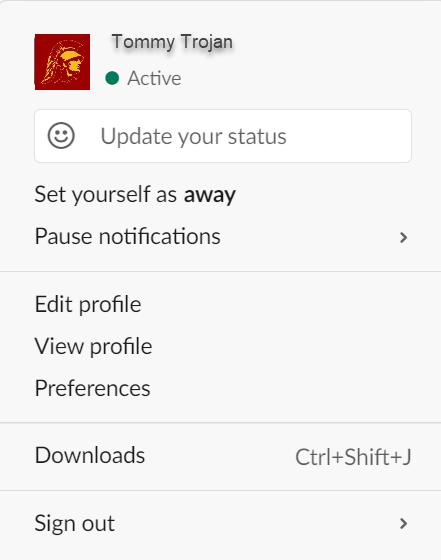 Tommy Trojan
Active
Update your status
Set yourself as away
Pause notifications
Edit profile
View profile
Preferences
Downloads Ctrl+Shift+J
Sign out